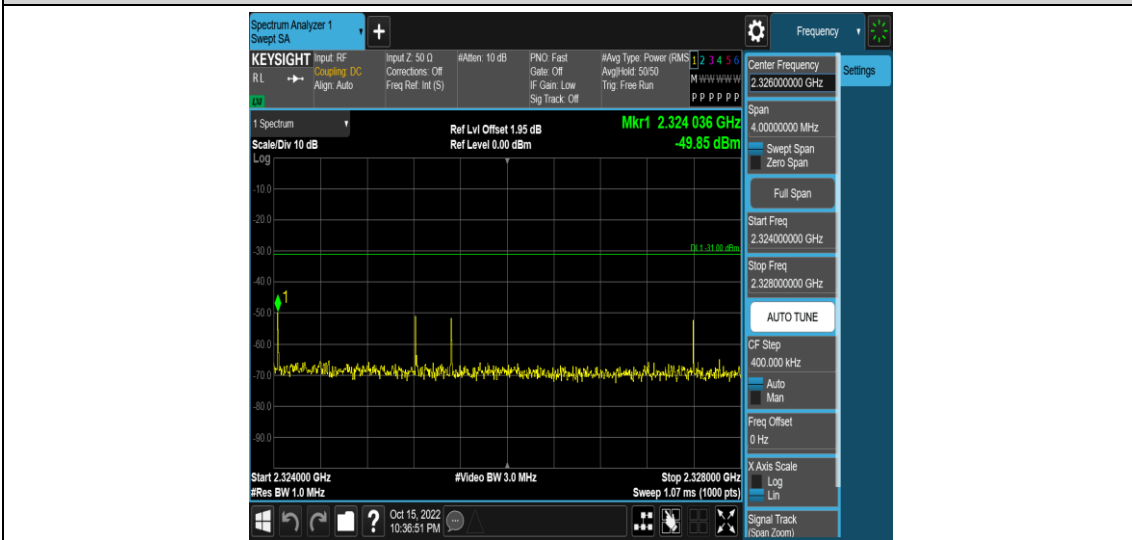 Spectrum Analyzer 1
Swept SA
+
Frequency
KEYSIGHT
RL
LXI
Input: RF
Coupling: DC
Align: Auto
Input Z: 50 Ω
Corrections: Off
Freq Ref: Int (S)
#Atten: 10 dB
PNO: Fast
Gate: Off
IF Gain: Low
Sig Track: Off
#Avg Type: Power (RMS
Avg|Hold: 50/50
Trig: Free Run
1 2 3 4 5 6
M W W W W W
P P P P P P
1 Spectrum
Scale/Div 10 dB
Log
Ref Lvl Offset 1.95 dB
Ref Level 0.00 dBm
Mkr1 2.324 036 GHz
-49.85 dBm
-10.0
-20.0
-30.0
DL1 -31.00 dBm
-40.0
1
-50.0
-60.0
-70.0
-80.0
-90.0
Start 2.324000 GHz
#Res BW 1.0 MHz
#Video BW 3.0 MHz
Stop 2.328000 GHz
Sweep 1.07 ms (1000 pts)
Oct 15, 2022
10:36:51 PM
?
Center Frequency
2.326000000 GHz
Settings
Span
4.00000000 MHz
Swept Span
Zero Span
Full Span
Start Freq
2.324000000 GHz
Stop Freq
2.328000000 GHz
AUTO TUNE
CF Step
400.000 kHz
Auto
Man
Freq Offset
0 Hz
X Axis Scale
Log
Lin
Signal Track
(Span Zoom)